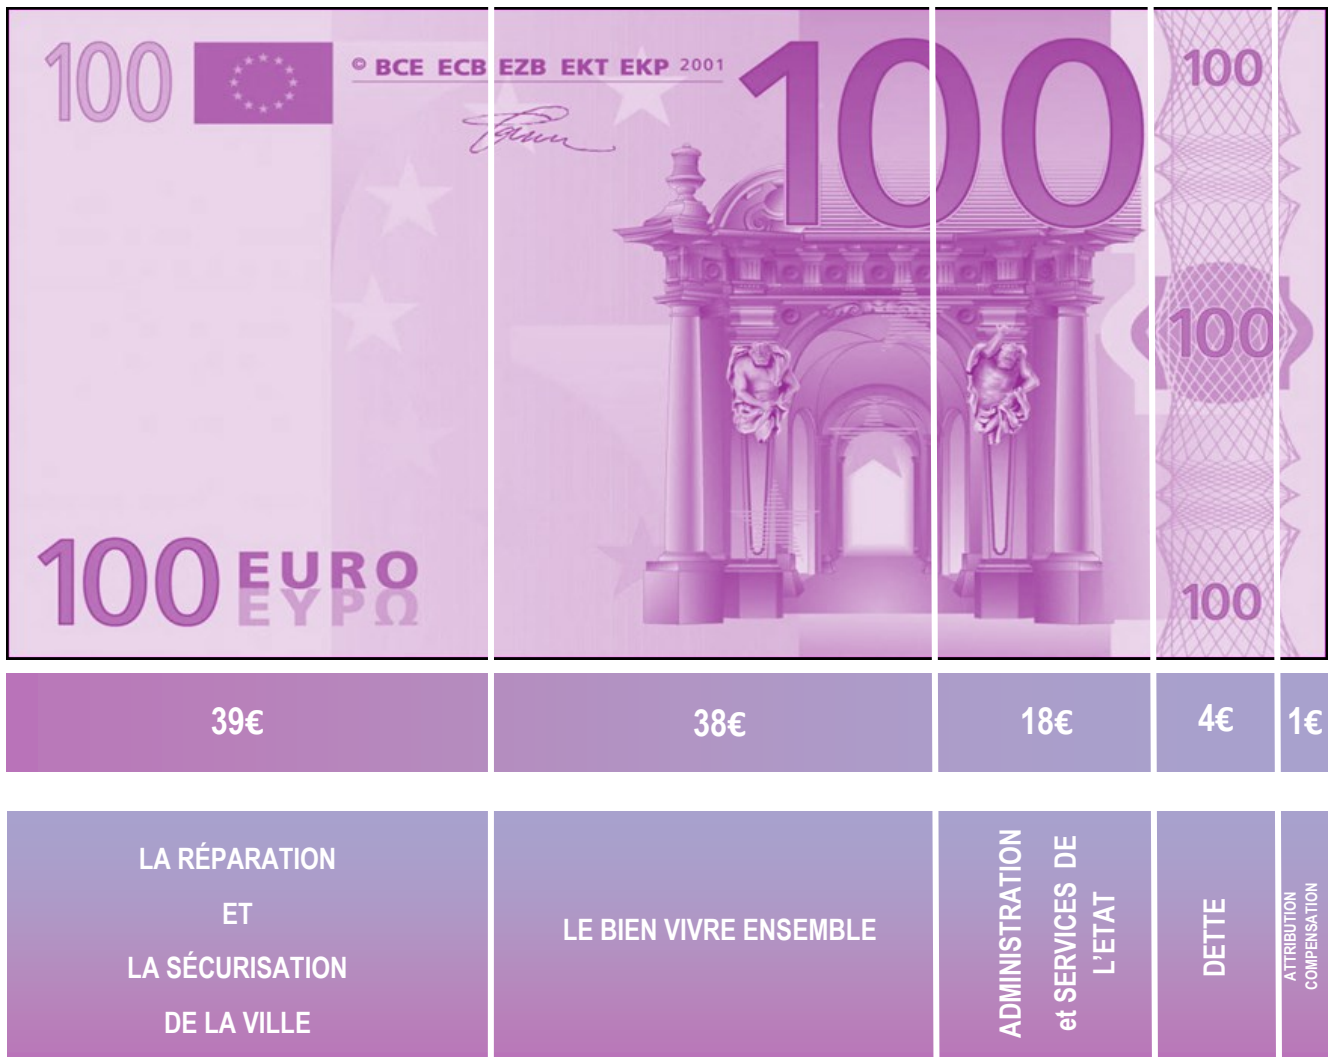 100
© BCE ECB EZB EKT EKP 2001
100
100
100
100 EURO
ΕΥΡΩ
100
39€
38€
18€
4€
1€
LA RÉPARATION
ET
LA SÉCURISATION
DE LA VILLE
LE BIEN VIVRE ENSEMBLE
ADMINISTRATION
et SERVICES DE
L'ETAT
DETTE
ATTRIBUTION
COMPENSATION